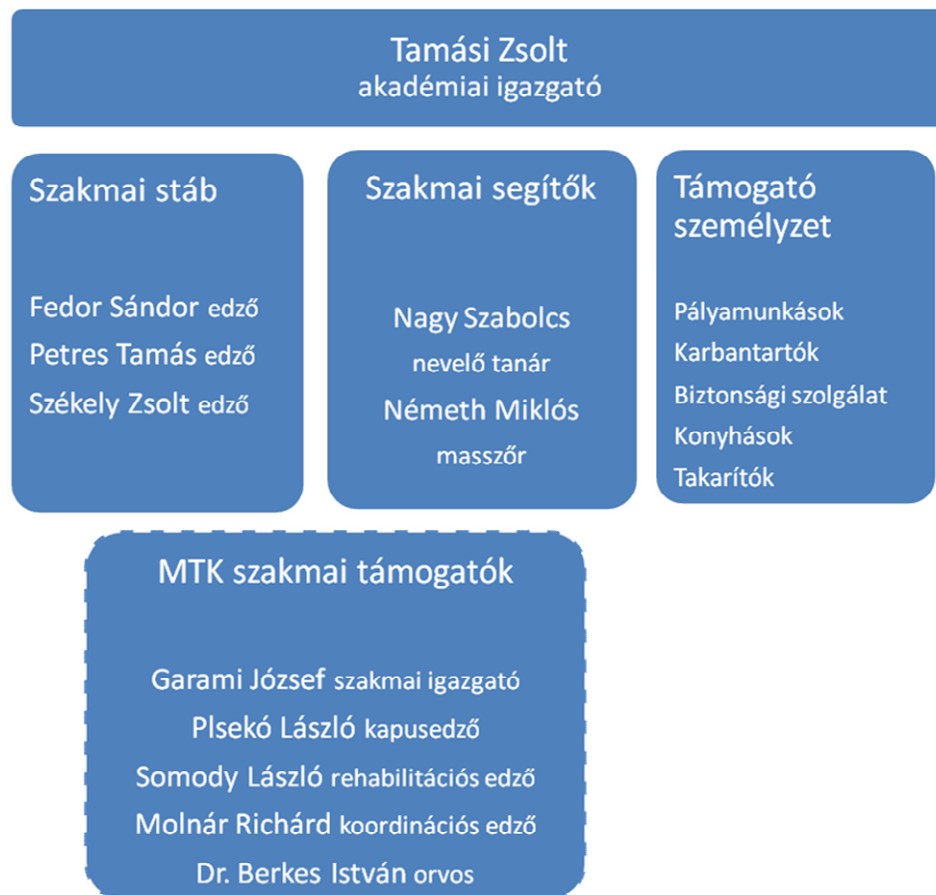 Tamási Zsolt
akadémiai igazgató
Szakmai stáb
Fedor Sándor edző
Petres Tamás edző
Székely Zsolt edző
Szakmai segítők
Nagy Szabolcs
nevelő tanár
Németh Miklós
masszőr
Támogató
személyzet
Pályamunkások
Karbantartók
Biztonsági szolgálat
Konyhások
Takarítók
MTK szakmai támogatók
Garami József szakmai igazgató
Plsekó László kapusedző
Somody László rehabilitációs edző
Molnár Richárd koordinációs edző
Dr. Berkes István orvos